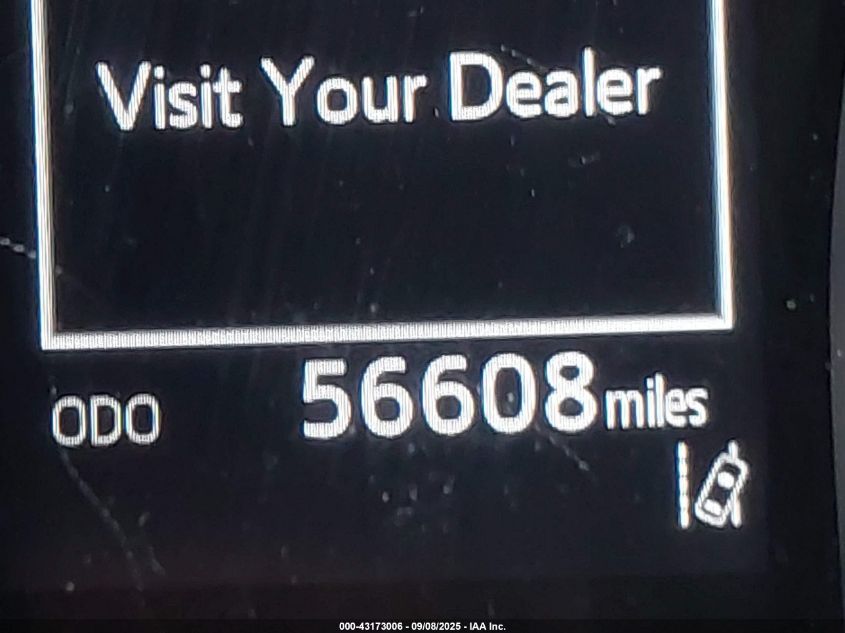 Visit Your Dealer
ODO 56608 miles
000-43173006 - 09/08/2025 - IAA Inc.